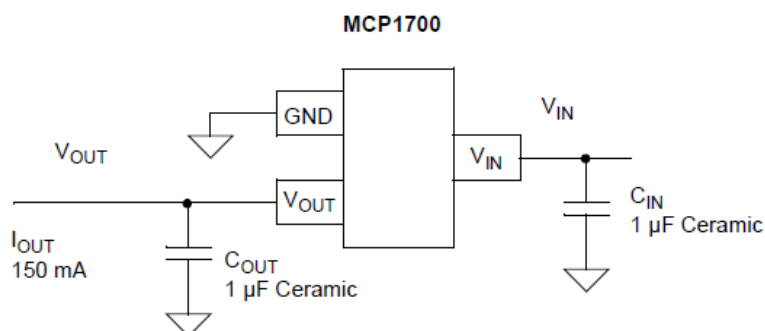 MCP1700
GND
VIN
VOUT
VIN
VOUT
CIN
1 µF Ceramic
IOUT
150 mA
COUT
1 µF Ceramic